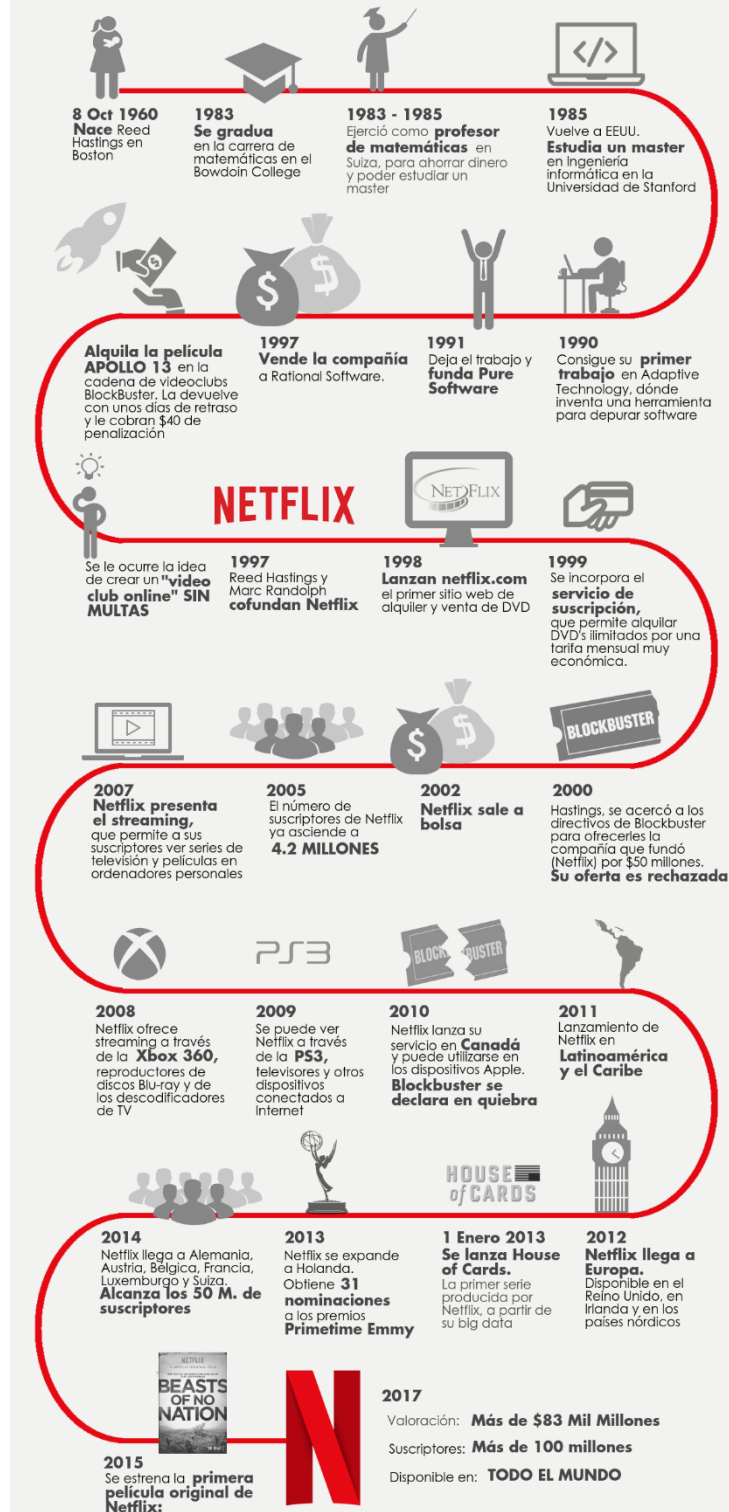 8 Oct 1960
Nace Reed
Hastings en
Boston
1983
Se gradua
en la carrera de
matemáticas en el
Bowdoin College
1983 - 1985
Ejerció como profesor
de matemáticas en
Suiza, para ahorrar dinero
y poder estudiar un
master
1985
Vuelve a EEUU.
Estudia un master
en Ingeniería
informática en la
Universidad de Stanford
1990
Consigue su primer
trabajo en Adaptive
Technology, dónde
inventa una herramienta
para depurar software
1991
Deja el trabajo y
funda Pure
Software
1997
Vende la compañía
a Rational Software.
Alquila la película
APOLLO 13 en la
cadena de videoclubs
BlockBuster. La devuelve
con unos días de retraso
y le cobran $40 de
penalización
Se le ocurre la idea
de crear un "video
club online" SIN
MULTAS
NETFLIX
1997
Reed Hastings y
Marc Randolph
cofundan Netflix
NETFLIX
1998
Lanzan netflix.com
el primer sitio web de
alquiler y venta de DVD
1999
Se incorpora el
servicio de
suscripción,
que permite alquilar
DVD's ilimitados por una
tarifa mensual muy
económica.
BLOCKBUSTER
2000
Hastings, se acercó a los
directivos de Blockbuster
para ofrecerles la
compañía que fundó
(Netflix) por $50 millones.
Su oferta es rechazada
2002
Netflix sale a
bolsa
2005
El número de
suscriptores de Netflix
ya asciende a
4.2 MILLONES
2007
Netflix presenta
el streaming,
que permite a sus
suscriptores ver series de
televisión y películas en
ordenadores personales
2008
Netflix ofrece
streaming a través
de la Xbox 360,
reproductores de
discos Blu-ray y de
los descodificadores
de TV
PS3
2009
Se puede ver
Netflix a través
de la PS3,
televisores y otros
dispositivos
conectados a
Internet
BLOCK BUSTER
2010
Netflix lanza su
servicio en Canadá
y puede utilizarse en
los dispositivos Apple.
Blockbuster se
declara en quiebra
2011
Lanzamiento de
Netflix en
Latinoamérica
y el Caribe
2012
Netflix llega a
Europa.
Disponible en el
Reino Unido, en
Irlanda y en los
países nórdicos
HOUSE
of CARDS
1 Enero 2013
Se lanza House
of Cards.
La primer serie
producida por
Netflix, a partir de
su big data
2013
Netflix se expande
a Holanda.
Obtiene 31
nominaciones
a los premios
Primetime Emmy
2014
Netflix llega a Alemania,
Austria, Bélgica, Francia,
Luxemburgo y Suiza.
Alcanza los 50 M. de
suscriptores
NETFLIX
BEASTS
OF NO
NATION
2015
Se estrena la primera
película original de
Netflix:
2017
Valoración: Más de $83 Mil Millones
Suscriptores: Más de 100 millones
Disponible en: TODO EL MUNDO